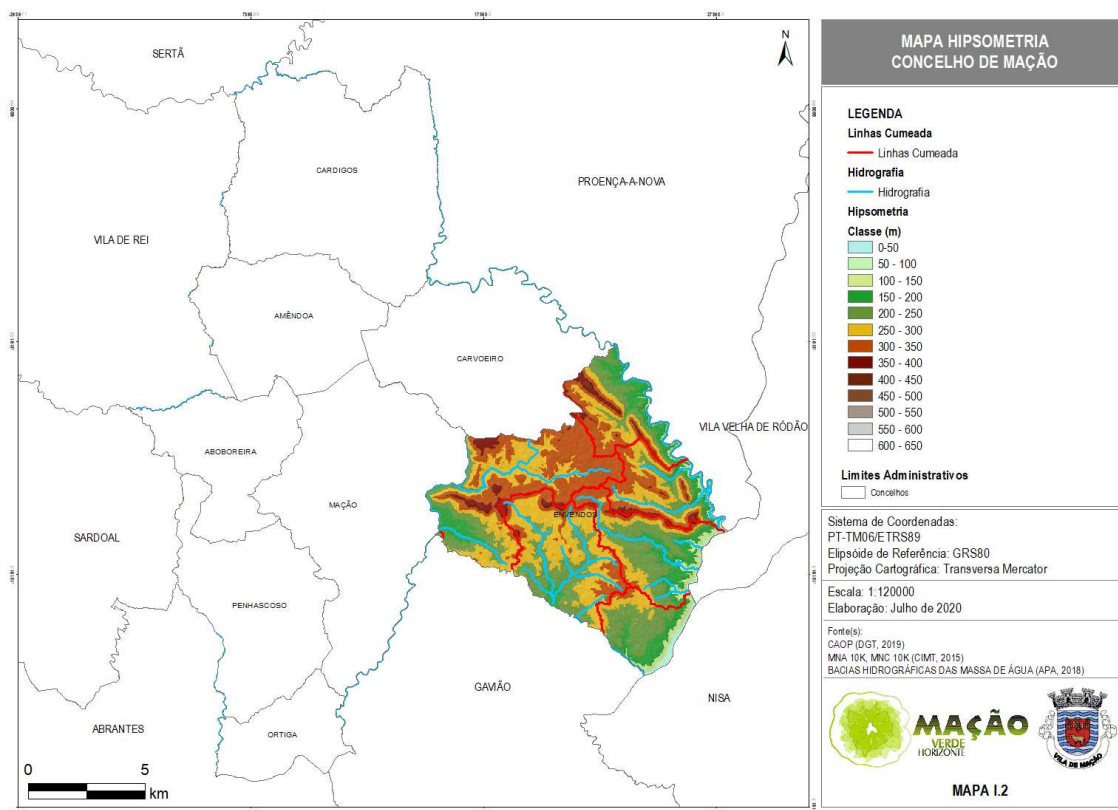 N
SERTÃ
CARDIGOS
PROENÇA-A-NOVA
VILA DE REI
AMÊNDOA
CARVOEIRO
VILA VELHA DE RÓDÃO
ABOBOREIRA
MAÇÃO
ENVENDOS
SARDOAL
PENHASCOSO
GAVIÃO
NISA
ABRANTES
ORTIGA
0 5
km
MAPA HIPSOMETRIA
CONCELHO DE MAÇÃO
LEGENDA
Linhas Cumeada
Linhas Cumeada
Hidrografia
Hidrografia
Hipsometria
Classe (m)
0-50
50 - 100
100 - 150
150 - 200
200 - 250
250 - 300
300 - 350
350 - 400
400 - 450
450 - 500
500 - 550
550 - 600
600 - 650
Limites Administrativos
Concelhos
Sistema de Coordenadas:
PT-TM06/ETRS89
Elipsóide de Referência: GRS80
Projeção Cartográfica: Transversa Mercator
Escala: 1:120000
Elaboração: Julho de 2020
Fonte(s):
CAOP (DGT, 2019)
MNA 10K, MNC 10K (CIMT, 2015)
BACIAS HIDROGRÁFICAS DAS MASSA DE ÁGUA (APA, 2018)
MAÇÃO
VERDE
HORIZONTE
VILA DE MAÇÃO
MAPA I.2